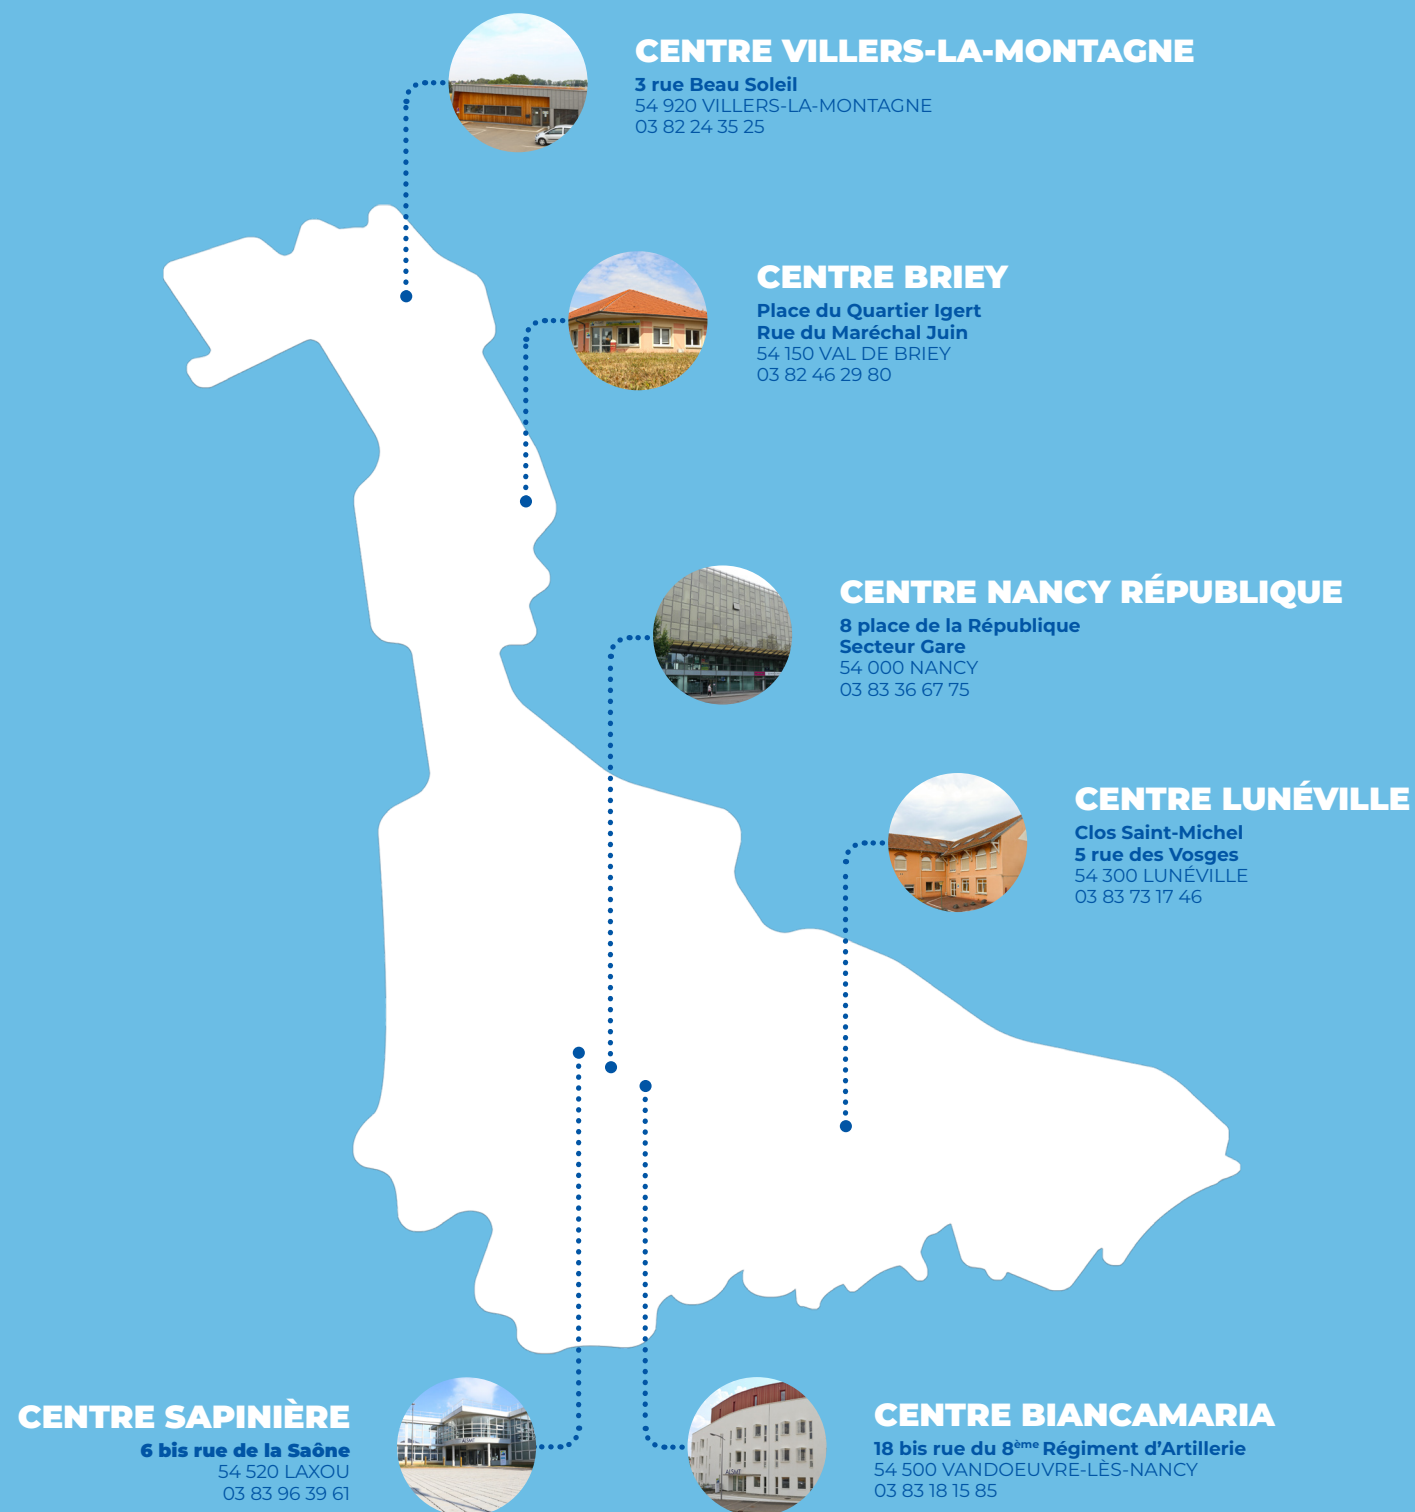 CENTRE VILLERS-LA-MONTAGNE
3 rue Beau Soleil
54 920 VILLERS-LA-MONTAGNE
03 82 24 35 25
CENTRE BRIEY
Place du Quartier Igert
Rue du Maréchal Juin
54 150 VAL DE BRIEY
03 82 46 29 80
CENTRE NANCY RÉPUBLIQUE
8 place de la République
Secteur Gare
54 000 NANCY
03 83 36 67 75
CENTRE LUNÉVILLE
Clos Saint-Michel
5 rue des Vosges
54 300 LUNÉVILLE
03 83 73 17 46
CENTRE SAPINIÈRE
6 bis rue de la Saône
54 520 LAXOU
03 83 96 39 61
ALSMT
CENTRE BIANCAMARIA
18 bis rue du 8ème Régiment d'Artillerie
54 500 VANDOEUVRE-LÈS-NANCY
03 83 18 15 85
ALSMT